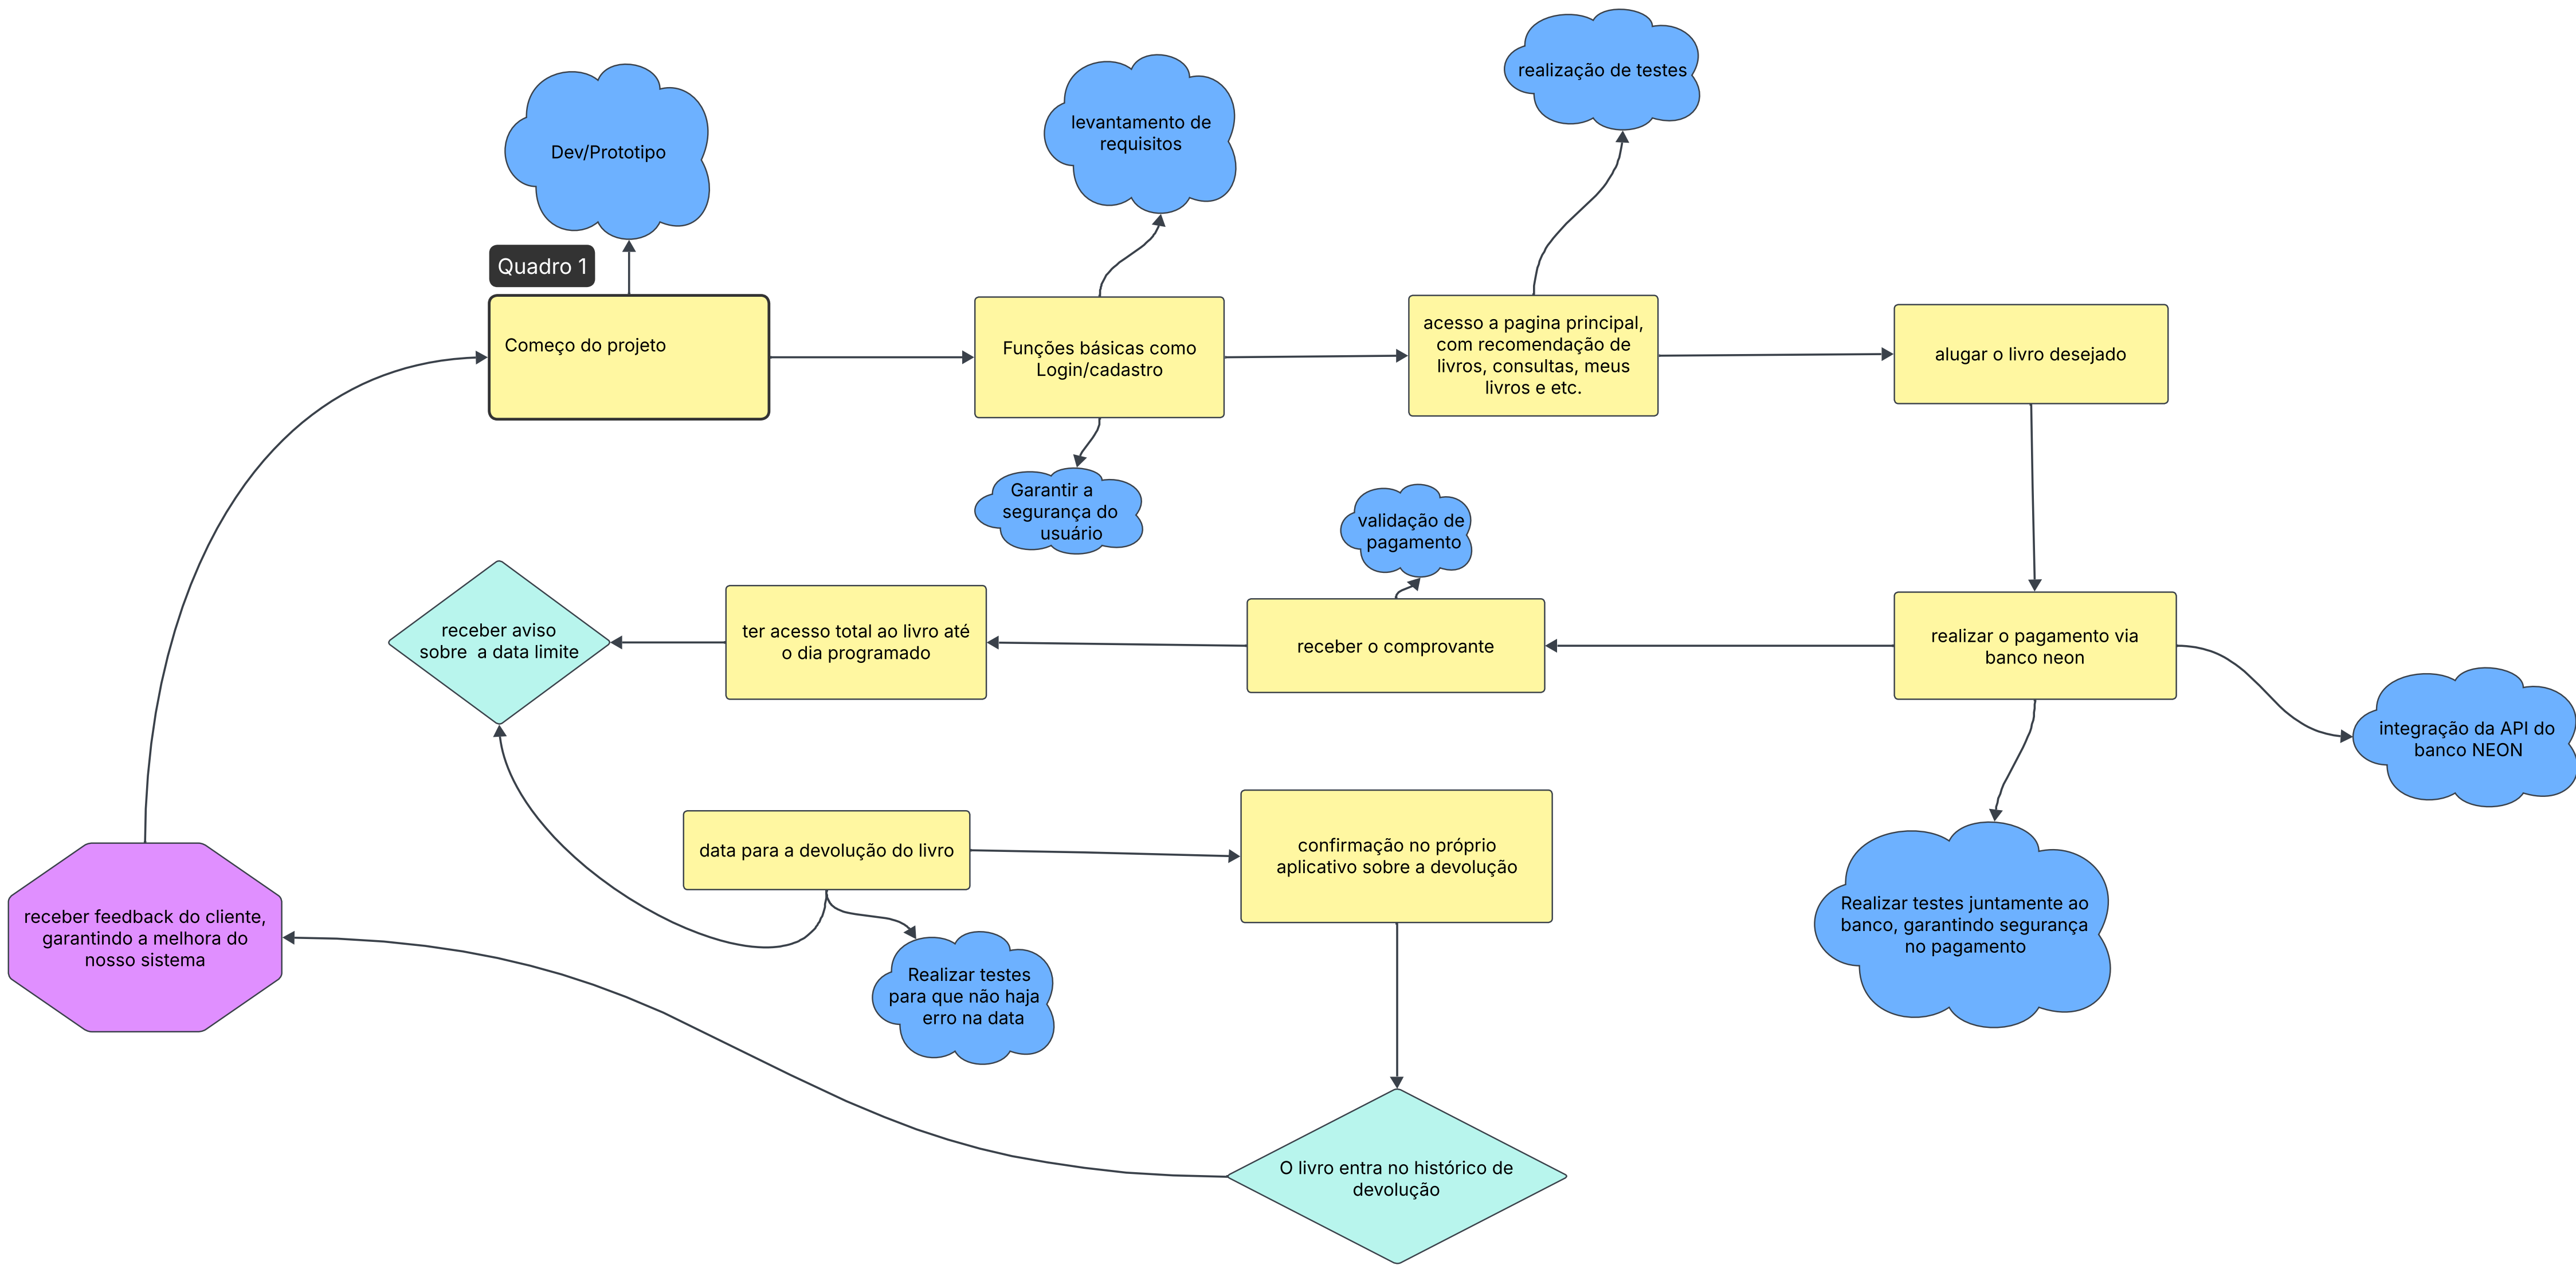 realização de testes
levantamento de
requisitos
Dev/Prototipo
Quadro 1
Começo do projeto
Funções básicas como
Login/cadastro
acesso a pagina principal,
com recomendação de
livros, consultas, meus
livros e etc.
alugar o livro desejado
Garantir a
segurança do
usuário
validação de
pagamento
receber aviso
sobre  a data limite
ter acesso total ao livro até
o dia programado
receber o comprovante
realizar o pagamento via
banco neon
integração da API do
banco NEON
data para a devolução do livro
confirmação no próprio
aplicativo sobre a devolução
Realizar testes juntamente ao
banco, garantindo segurança
no pagamento
receber feedback do cliente,
garantindo a melhora do
nosso sistema
Realizar testes
para que não haja
erro na data
O livro entra no histórico de
devolução